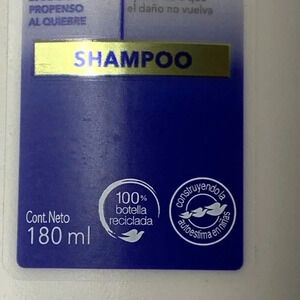 PROPENSO
AL QUIEBRE
el daño no vuelva
SHAMPOO
100%
botella
reciclada
construyendo la
autoestima en niñas
Cont. Neto
180 ml